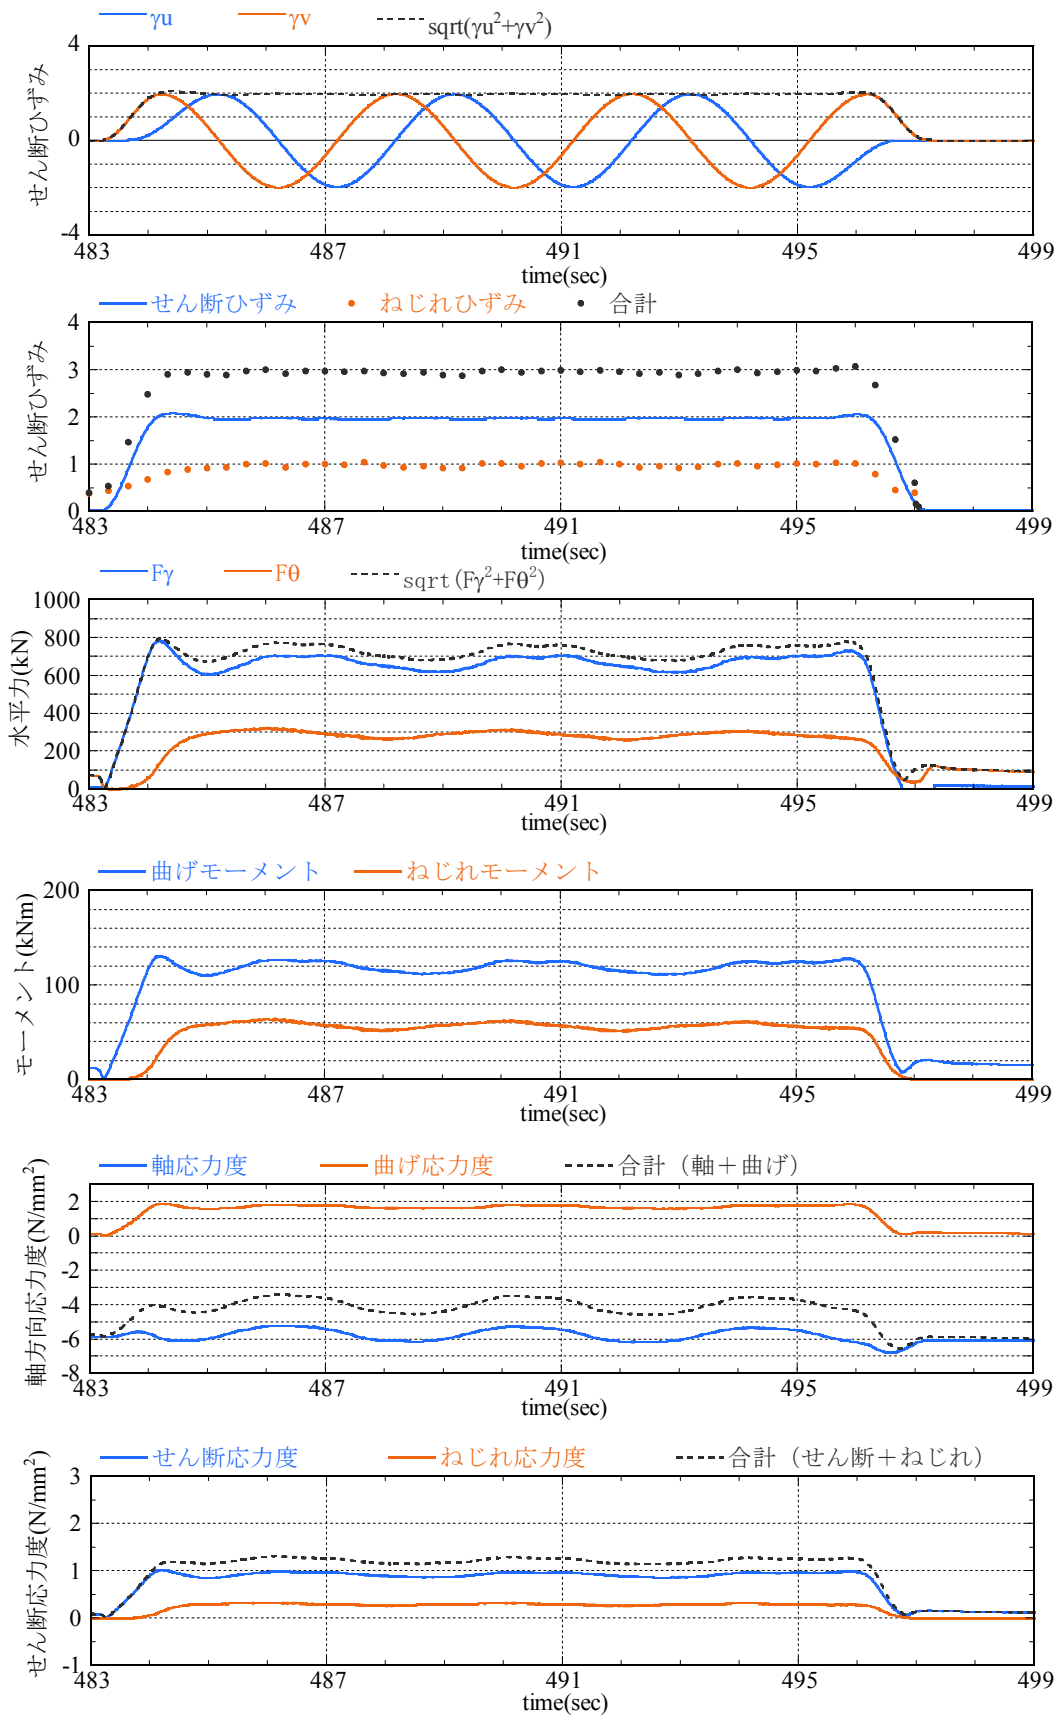 γu γv sqrt(γu²+γv²)
せん断ひずみ
4
0
-4
483 487 491 495 499
time(sec)
せん断ひずみ ねじれひずみ 合計
せん断ひずみ
4
3
2
1
0
483 487 491 495 499
time(sec)
Fγ Fθ sqrt(Fγ²+Fθ²)
水平力(kN)
1000
800
600
400
200
0
483 487 491 495 499
time(sec)
曲げモーメント ねじれモーメント
モーメント(kNm)
200
100
0
483 487 491 495 499
time(sec)
軸応力度 曲げ応力度 合計（軸＋曲げ）
軸方向応力度(N/mm²)
2
0
-2
-4
-6
-8
483 487 491 495 499
time(sec)
せん断応力度 ねじれ応力度 合計（せん断＋ねじれ）
せん断応力度(N/mm²)
3
2
1
0
-1
483 487 491 495 499
time(sec)